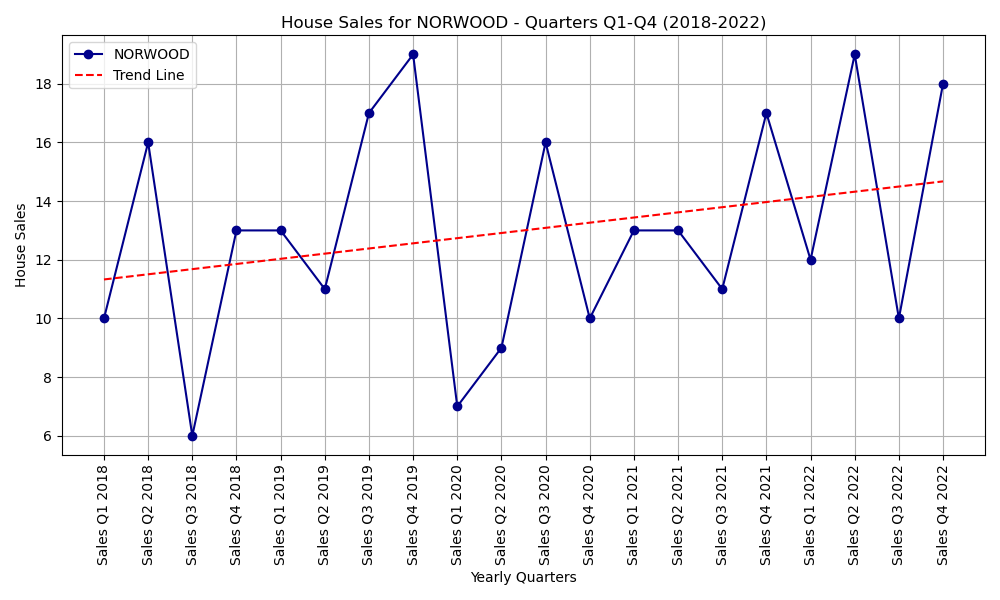 House Sales for NORWOOD - Quarters Q1-Q4 (2018-2022)
NORWOOD
Trend Line
House Sales
18
16
14
12
10
8
6
Sales Q1 2018
Sales Q2 2018
Sales Q3 2018
Sales Q4 2018
Sales Q1 2019
Sales Q2 2019
Sales Q3 2019
Sales Q4 2019
Sales Q1 2020
Sales Q2 2020
Sales Q3 2020
Sales Q4 2020
Sales Q1 2021
Sales Q2 2021
Sales Q3 2021
Sales Q4 2021
Sales Q1 2022
Sales Q2 2022
Sales Q3 2022
Sales Q4 2022
Yearly Quarters